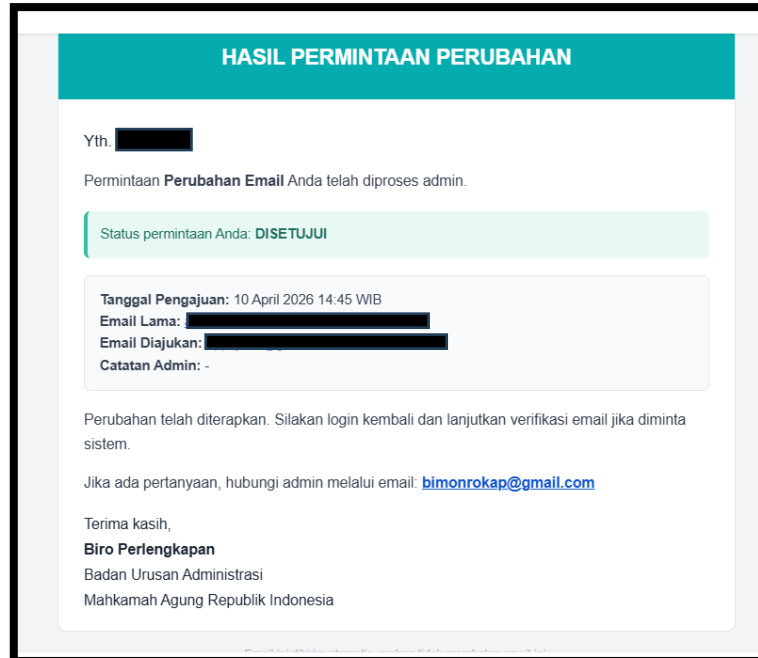 HASIL PERMINTAAN PERUBAHAN
Yth.
Permintaan Perubahan Email Anda telah diproses admin.
Status permintaan Anda: DISETUJUI
Tanggal Pengajuan: 10 April 2026 14:45 WIB
Email Lama:
Email Diajukan:
Catatan Admin: -
Perubahan telah diterapkan. Silakan login kembali dan lanjutkan verifikasi email jika diminta
sistem.
Jika ada pertanyaan, hubungi admin melalui email: bimonrokap@gmail.com
Terima kasih,
Biro Perlengkapan
Badan Urusan Administrasi
Mahkamah Agung Republik Indonesia